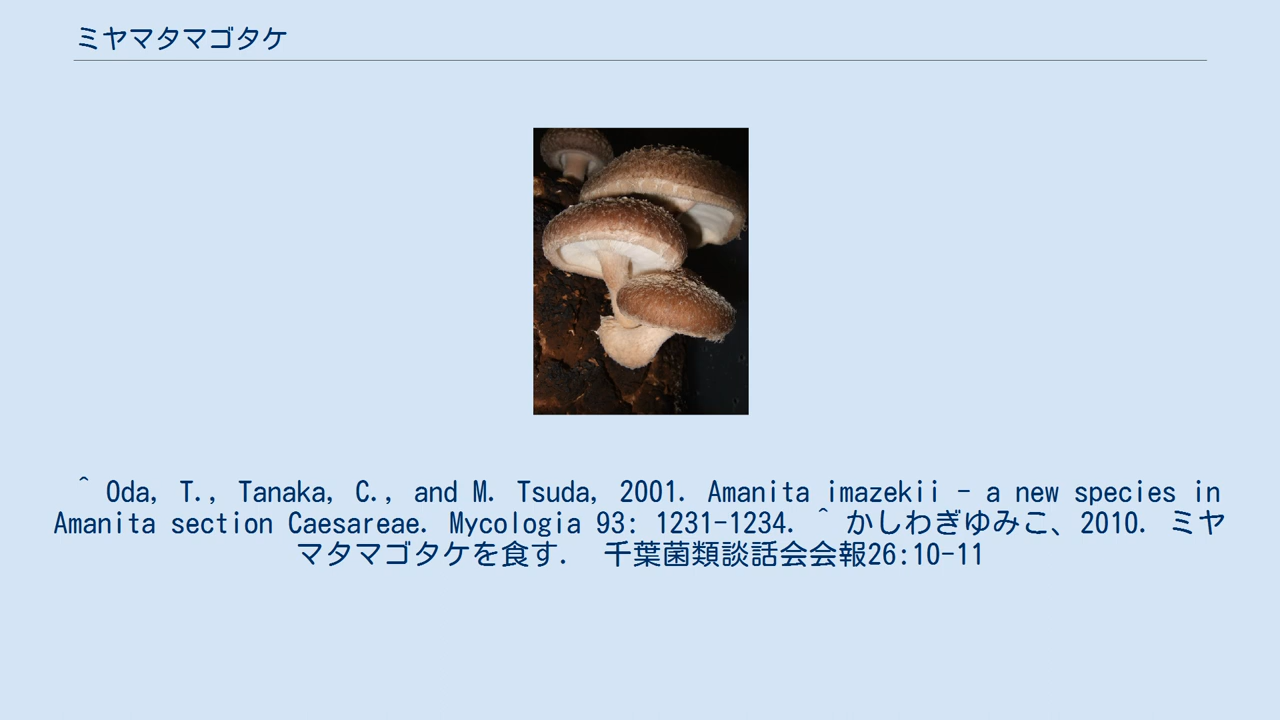 ミヤマタマゴタケ
^ Oda, T., Tanaka, C., and M. Tsuda, 2001. Amanita imazekii - a new species in
Amanita section Caesareae. Mycologia 93: 1231-1234. ^ かしわぎゆみこ、2010. ミヤ
マタマゴタケを食す.　千葉菌類談話会会報26:10-11